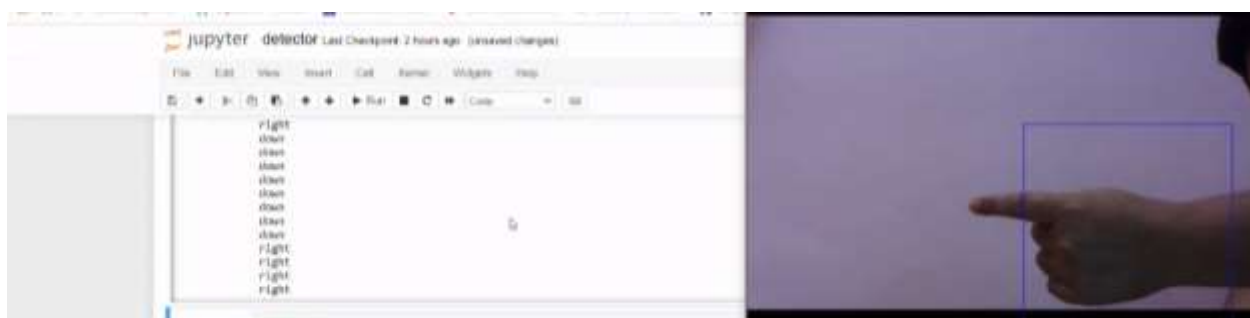 jupyter detector Last Checkpoint: 2 hours ago (unsaved changes)
File Edit View Insert Cell Kernel Widgets Help
Run Code
right
down
down
down
down
down
down
down
down
right
right
right
right